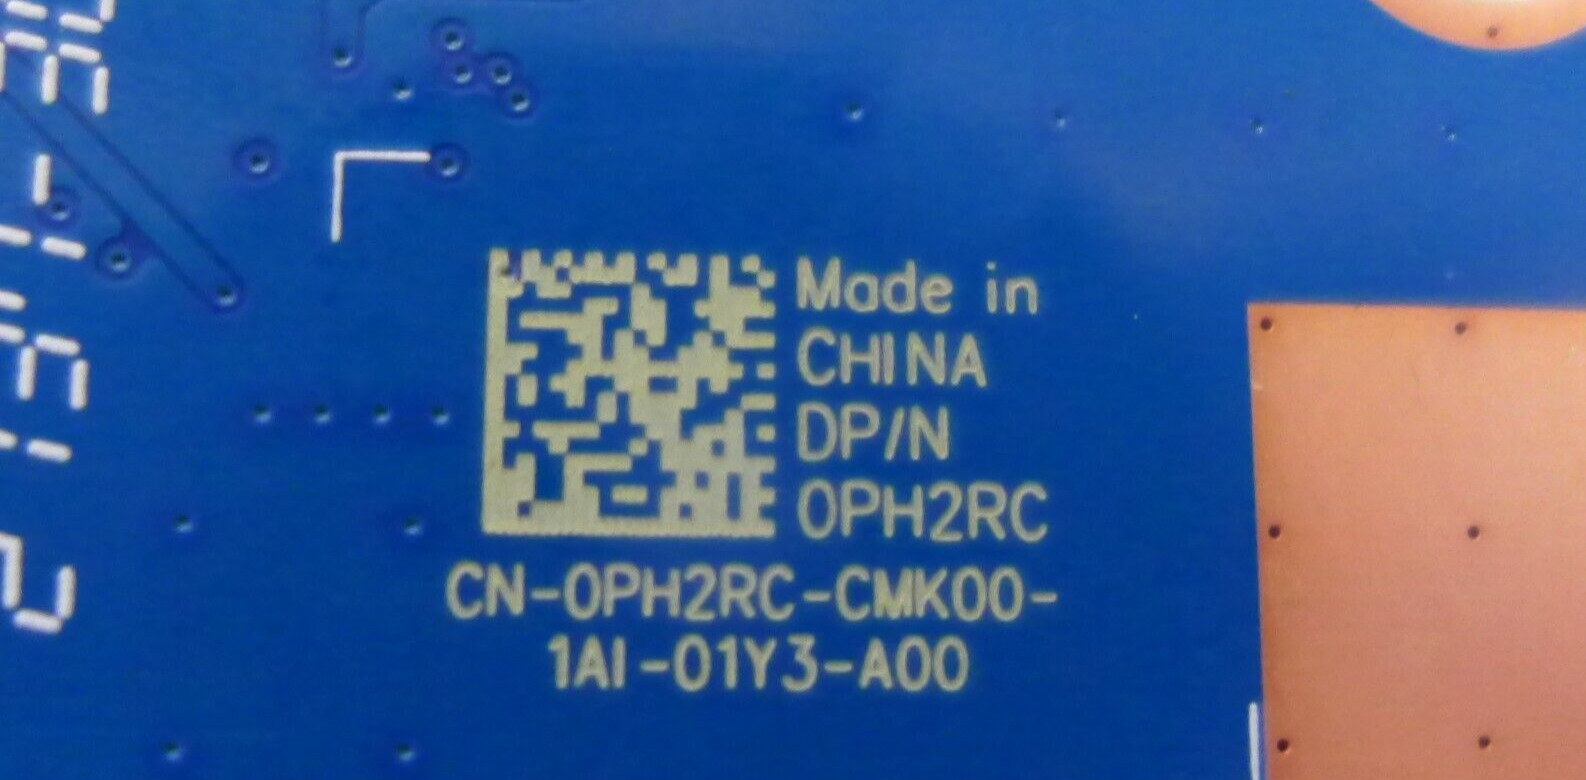 Made in
CHINA
DP/N
0PH2RC
CN-0PH2RC-CMK00-
1AI-01Y3-A00